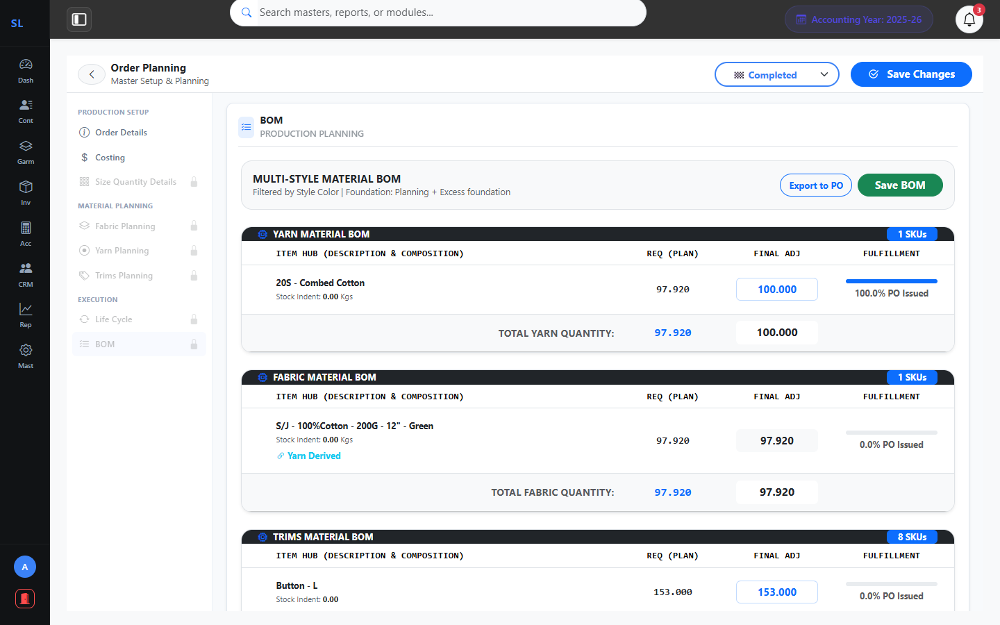 SL
Search masters, reports, or modules...
Accounting Year: 2025-26
3
Dash
Cont
Garm
Inv
Acc
CRM
Rep
Mast
A
Order Planning
Master Setup & Planning
Completed
Save Changes
PRODUCTION SETUP
Order Details
Costing
Size Quantity Details
MATERIAL PLANNING
Fabric Planning
Yarn Planning
Trims Planning
EXECUTION
Life Cycle
BOM
BOM
PRODUCTION PLANNING
MULTI-STYLE MATERIAL BOM
Filtered by Style Color | Foundation: Planning + Excess foundation
Export to PO
Save BOM
YARN MATERIAL BOM
1 SKUs
ITEM HUB (DESCRIPTION & COMPOSITION) REQ (PLAN) FINAL ADJ FULFILLMENT
20S - Combed Cotton
Stock Indent: 0.00 Kgs
97.920
100.000
100.0% PO Issued
TOTAL YARN QUANTITY: 97.920 100.000
FABRIC MATERIAL BOM
1 SKUs
ITEM HUB (DESCRIPTION & COMPOSITION) REQ (PLAN) FINAL ADJ FULFILLMENT
S/J - 100%Cotton - 200G - 12" - Green
Stock Indent: 0.00 Kgs
Yarn Derived
97.920
97.920
0.0% PO Issued
TOTAL FABRIC QUANTITY: 97.920 97.920
TRIMS MATERIAL BOM
8 SKUs
ITEM HUB (DESCRIPTION & COMPOSITION) REQ (PLAN) FINAL ADJ FULFILLMENT
Button - L
Stock Indent: 0.00
153.000
153.000
0.0% PO Issued